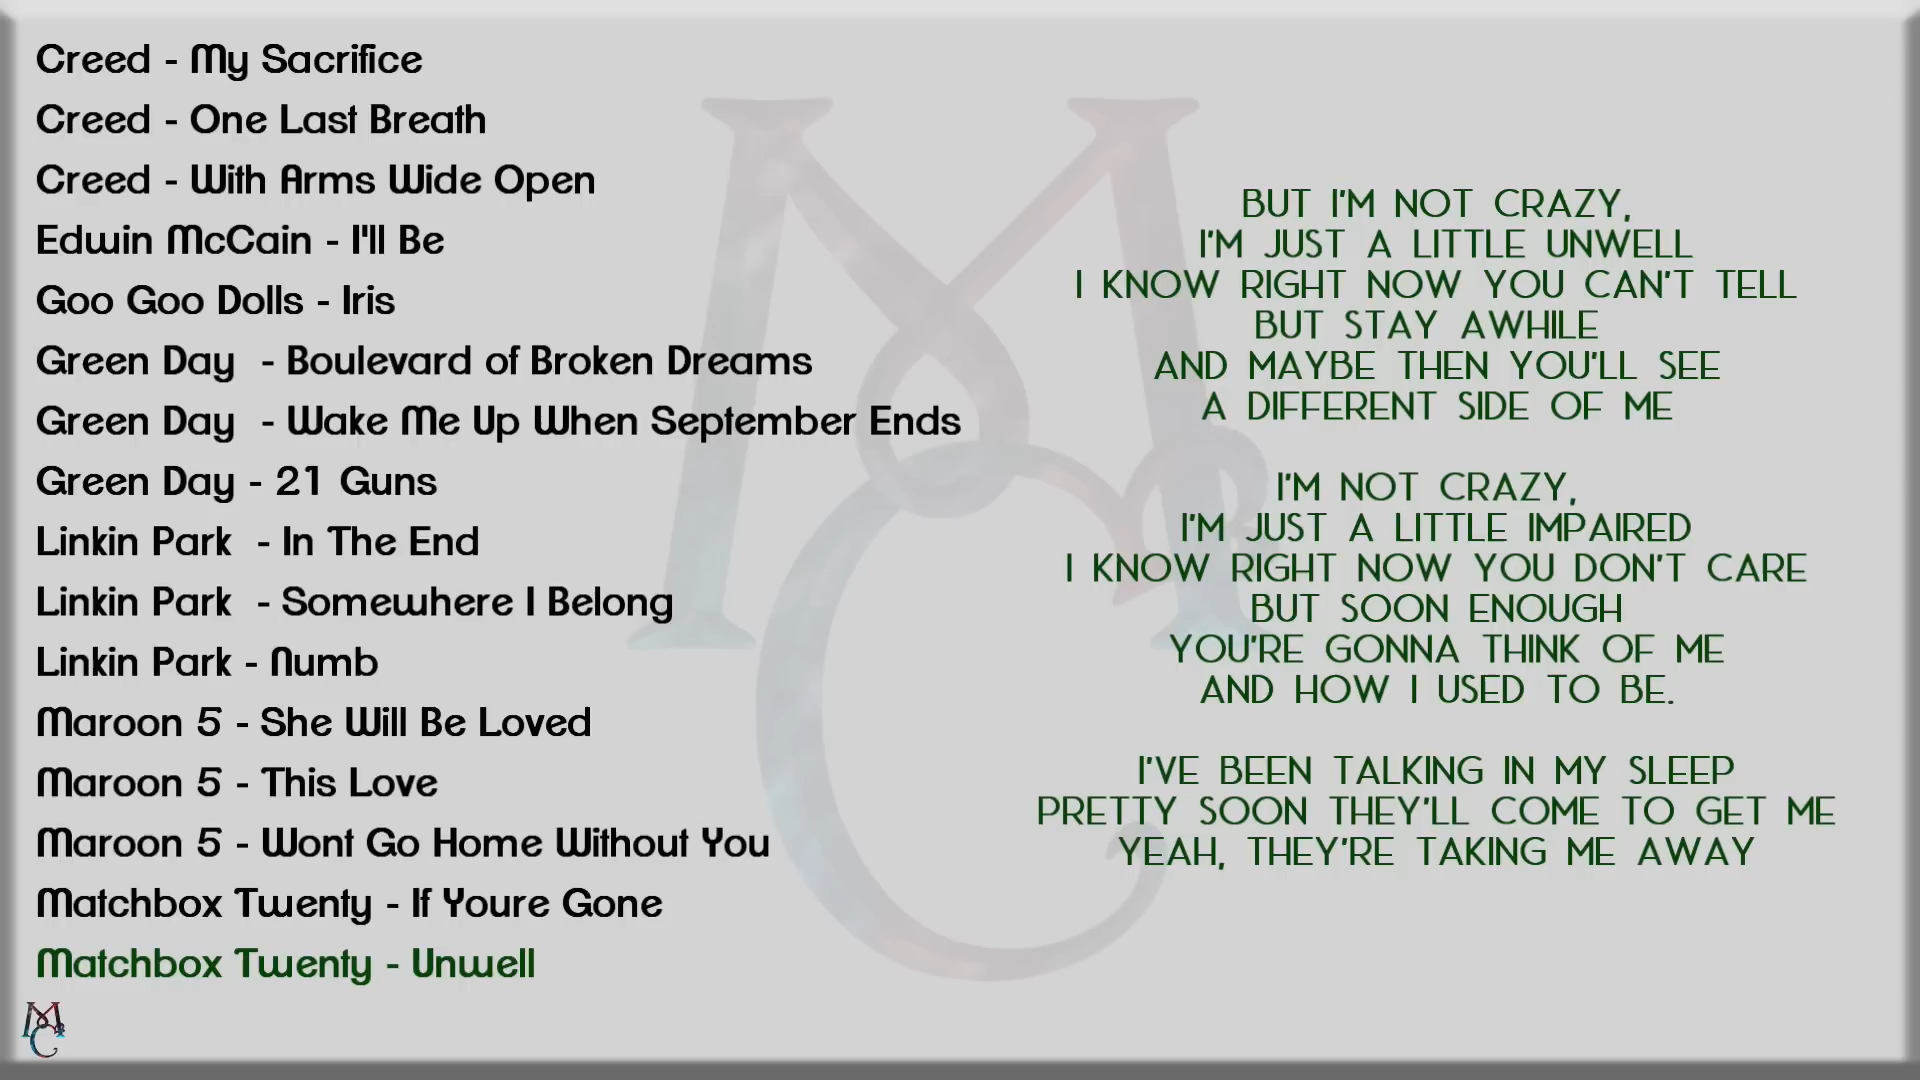 Creed - My Sacrifice
Creed - One Last Breath
Creed - With Arms Wide Open
Edwin McCain - I'll Be
Goo Goo Dolls - Iris
Green Day  - Boulevard of Broken Dreams
Green Day  - Wake Me Up When September Ends
Green Day - 21 Guns
Linkin Park  - In The End
Linkin Park  - Somewhere I Belong
Linkin Park - Numb
Maroon 5 - She Will Be Loved
Maroon 5 - This Love
Maroon 5 - Wont Go Home Without You
Matchbox Twenty - If Youre Gone
Matchbox Twenty - Unwell
BUT I'M NOT CRAZY,
I'M JUST A LITTLE UNWELL
I KNOW RIGHT NOW YOU CAN'T TELL
BUT STAY AWHILE
AND MAYBE THEN YOU'LL SEE
A DIFFERENT SIDE OF ME
I'M NOT CRAZY,
I'M JUST A LITTLE IMPAIRED
I KNOW RIGHT NOW YOU DON'T CARE
BUT SOON ENOUGH
YOU'RE GONNA THINK OF ME
AND HOW I USED TO BE.
I'VE BEEN TALKING IN MY SLEEP
PRETTY SOON THEY'LL COME TO GET ME
YEAH, THEY'RE TAKING ME AWAY